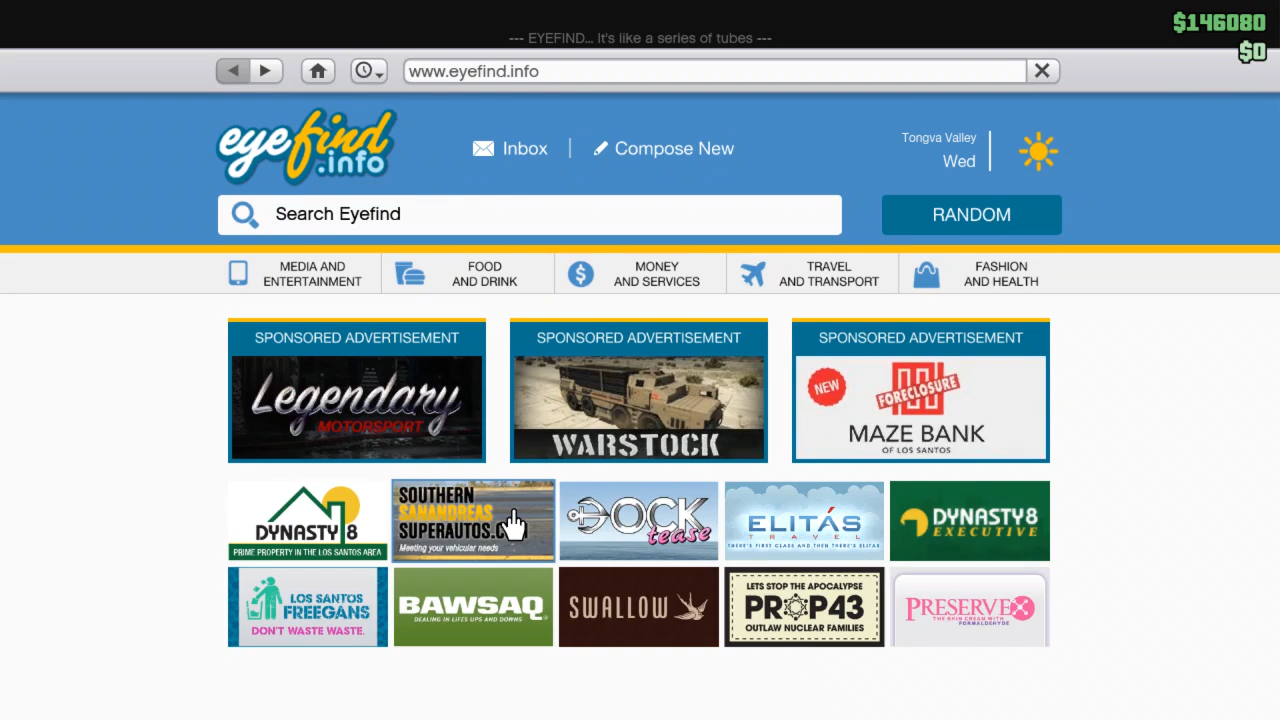 $146080
--- EYEFIND... It's like a series of tubes ---
$0
www.eyefind.info
eyefind
.info
Inbox
Compose New
Tongva Valley
Wed
Search Eyefind
RANDOM
MEDIA AND
ENTERTAINMENT
FOOD
AND DRINK
MONEY
AND SERVICES
TRAVEL
AND TRANSPORT
FASHION
AND HEALTH
SPONSORED ADVERTISEMENT
Legendary
MOTORSPORT
SPONSORED ADVERTISEMENT
WARSTOCK
SPONSORED ADVERTISEMENT
NEW
FORECLOSURE
MAZE BANK
OF LOS SANTOS
DYNASTY 8
PRIME PROPERTY IN THE LOS SANTOS AREA
SOUTHERN
SANANDREAS
SUPERAUTOS.C
Meeting your vehicular needs
DOCK
tease
ELITÁS
TRAVEL
THERE'S FIRST CLASS AND THEN THERE'S ELITAS
DYNASTY8
EXECUTIVE
LOS SANTOS
FREEGANS
DON'T WASTE WASTE.
BAWSAQ
DEALING IN LIFES UPS AND DOWNS
SWALLOW
LETS STOP THE APOCALYPSE
PROP43
OUTLAW NUCLEAR FAMILIES
PRESERVEX
THE SKIN CREAM WITH
FORMALDEHYDE